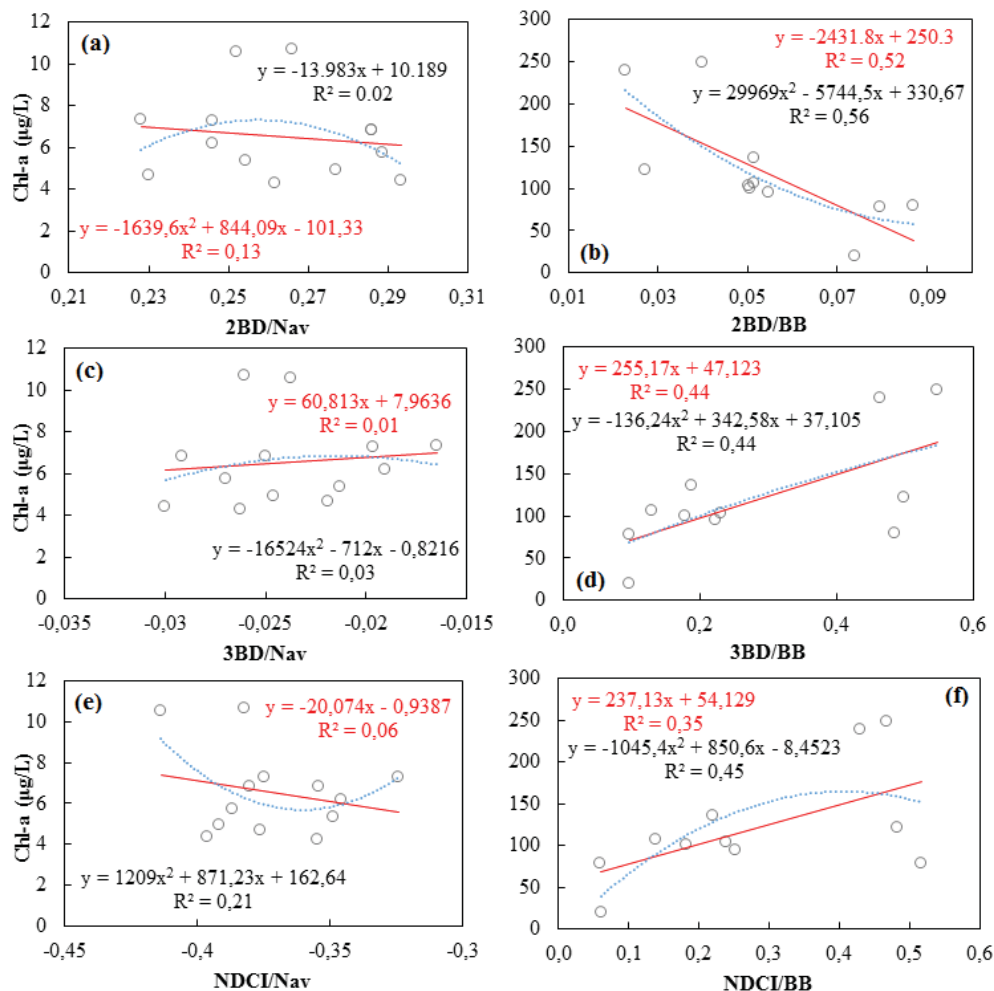 (a)
12
10
8
6
4
2
0
Chl-a (µg/L)
y = -13.983x + 10.189
R² = 0.02
y = -1639,6x² + 844,09x - 101,33
R² = 0,13
0,21 0,23 0,25 0,27 0,29 0,31
2BD/Nav
300
250
200
150
100
50
0
y = -2431.8x + 250.3
R² = 0,52
y = 29969x² - 5744,5x + 330,67
R² = 0,56
(b)
0,01 0,03 0,05 0,07 0,09
2BD/BB
(c)
12
10
8
6
4
2
0
Chl-a (µg/L)
y = 60,813x + 7,9636
R² = 0,01
y = -16524x² - 712x - 0,8216
R² = 0,03
-0,035 -0,03 -0,025 -0,02 -0,015
3BD/Nav
300
250
200
150
100
50
0
y = 255,17x + 47,123
R² = 0,44
y = -136,24x² + 342,58x + 37,105
R² = 0,44
(d)
0,0 0,2 0,4 0,6
3BD/BB
(e)
12
10
8
6
4
2
0
Chl-a (µg/L)
y = -20,074x - 0,9387
R² = 0,06
y = 1209x² + 871,23x + 162,64
R² = 0,21
-0,45 -0,4 -0,35 -0,3
NDCI/Nav
300
250
200
150
100
50
0
y = 237,13x + 54,129
R² = 0,35
(f)
y = -1045,4x² + 850,6x - 8,4523
R² = 0,45
0,0 0,1 0,2 0,3 0,4 0,5 0,6
NDCI/BB